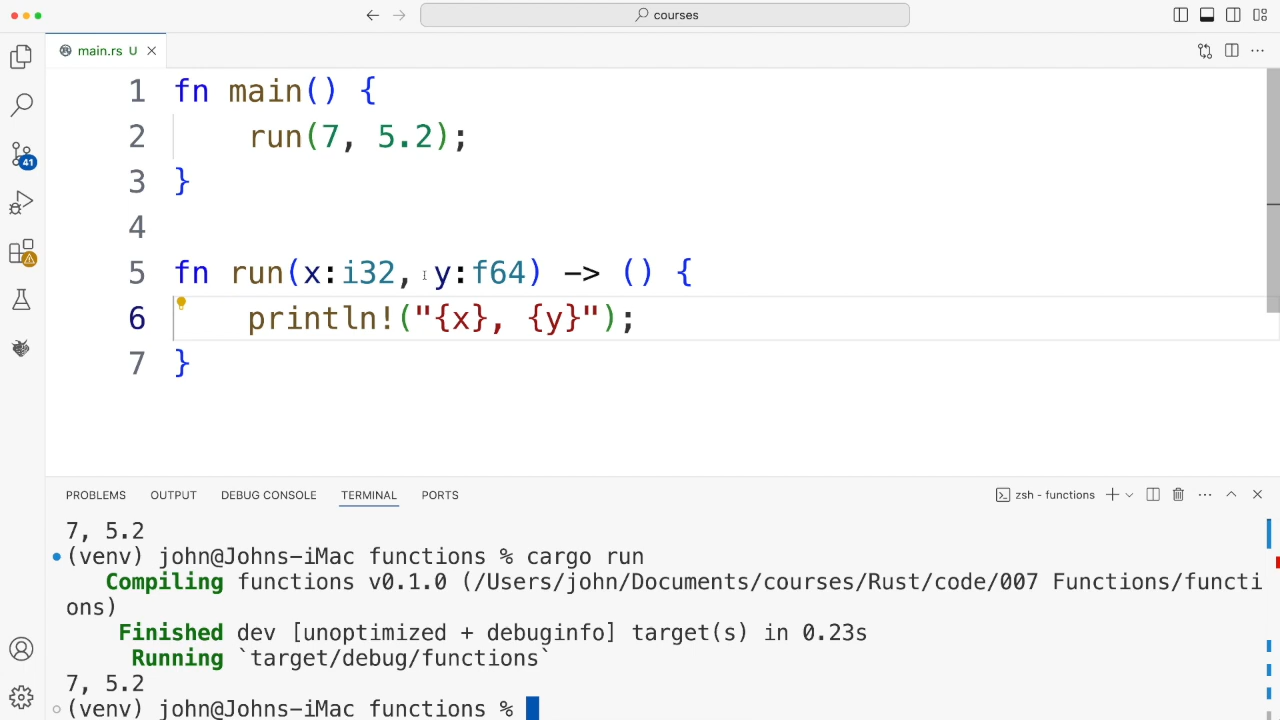 courses
main.rs U
1 fn main() {
2     run(7, 5.2);
3 }
4
5 fn run(x:i32, y:f64) -> () {
6     println!("{x}, {y}");
7 }
41
PROBLEMS OUTPUT DEBUG CONSOLE TERMINAL PORTS zsh - functions
7, 5.2
(venv) john@Johns-iMac functions % cargo run
   Compiling functions v0.1.0 (/Users/john/Documents/courses/Rust/code/007 Functions/functi
ons)
    Finished dev [unoptimized + debuginfo] target(s) in 0.23s
     Running `target/debug/functions`
7, 5.2
(venv) john@Johns-iMac functions %